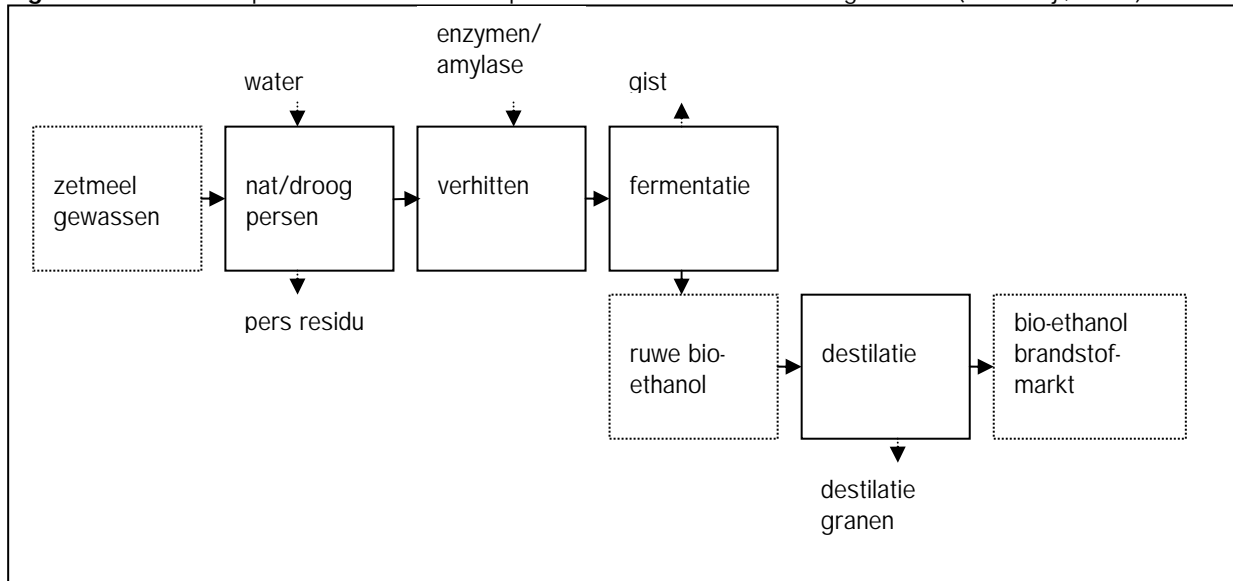 enzymen/
amylase
water
gist
zetmeel
gewassen
nat/droog
persen
verhitten
fermentatie
pers residu
ruwe bio-
ethanol
destilatie
bio-ethanol
brandstof-
markt
destilatie
granen